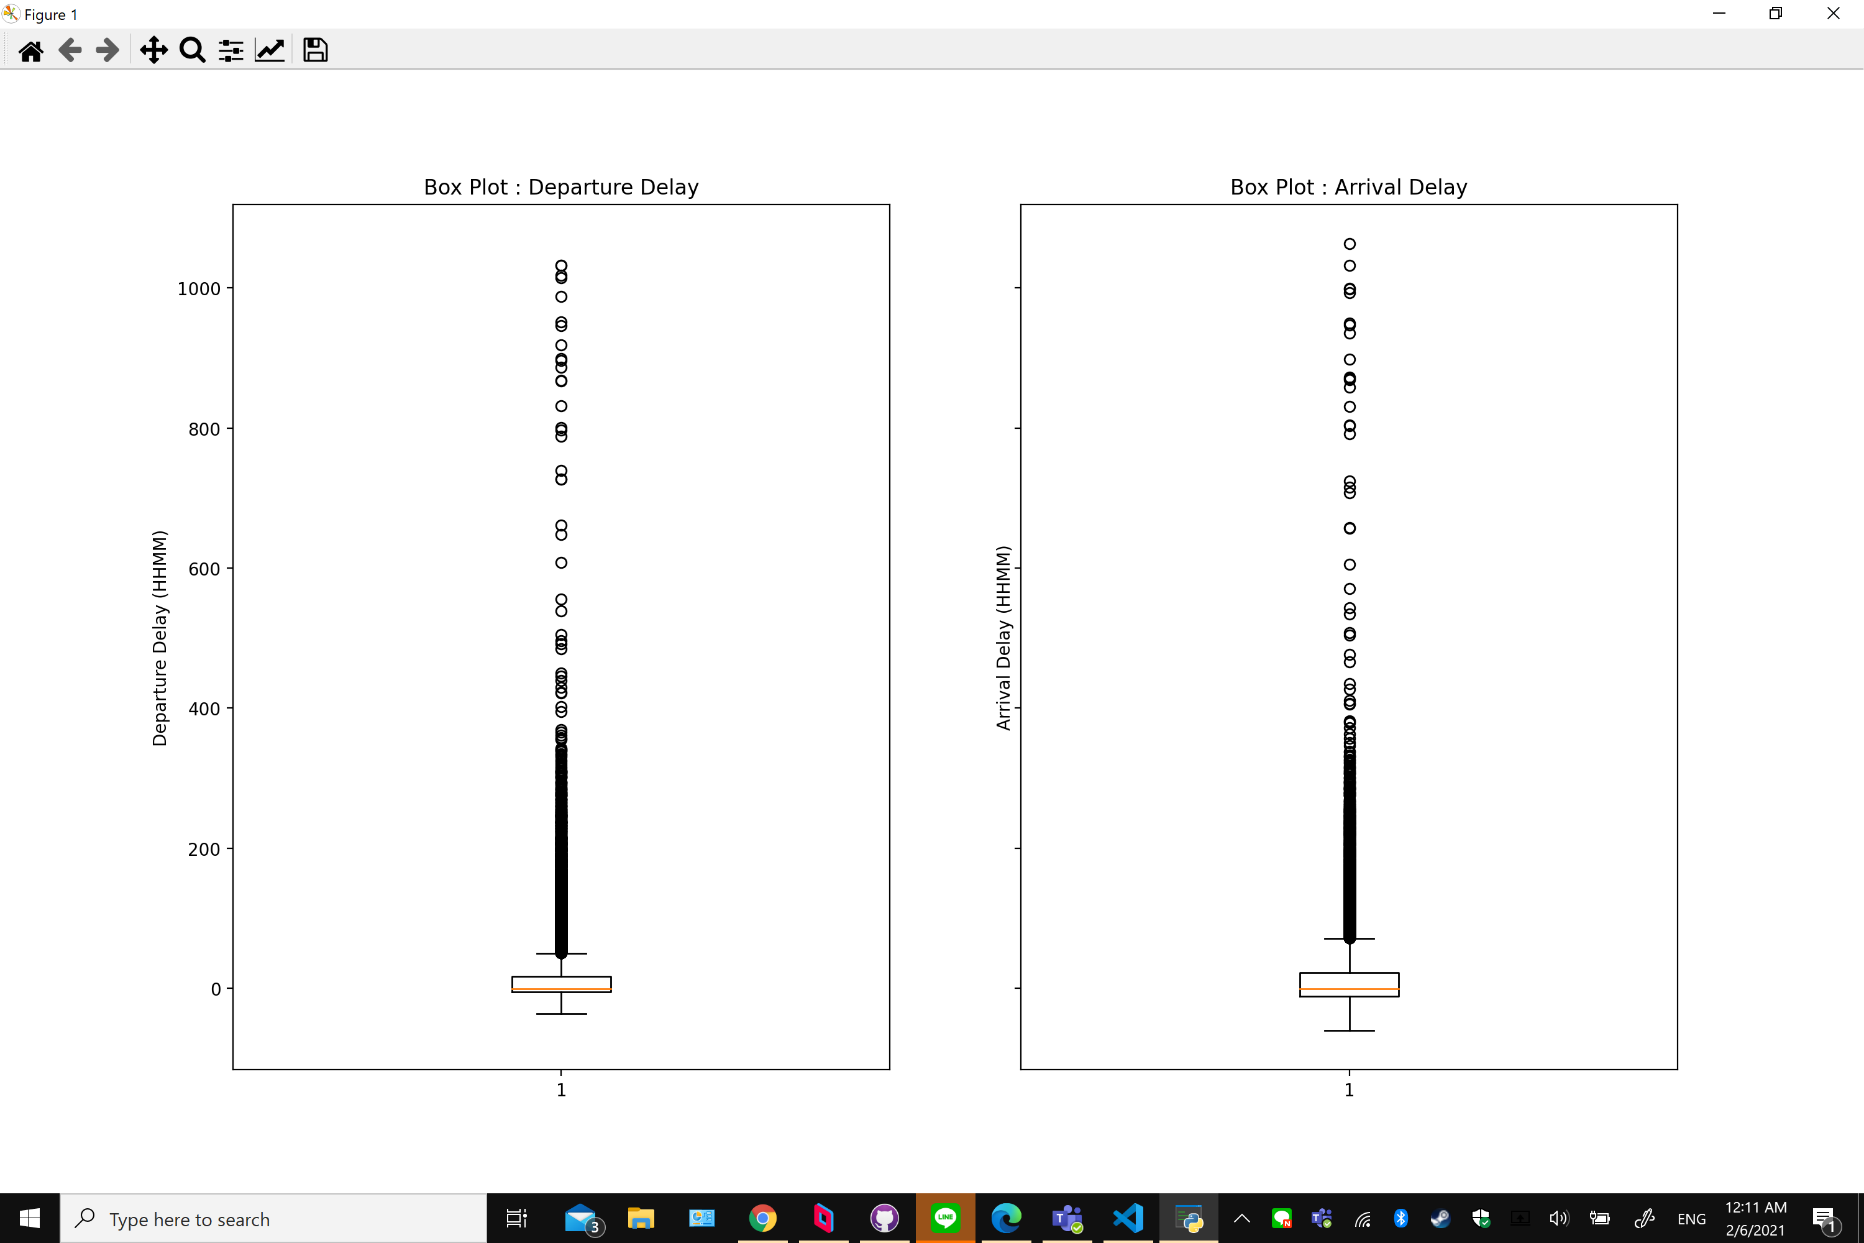 Figure 1
Box Plot : Departure Delay
Box Plot : Arrival Delay
1000
800
600
400
200
0
Departure Delay (HHMM)
Arrival Delay (HHMM)
1
1
Type here to search
3
LINE
ENG
12:11 AM
2/6/2021
1